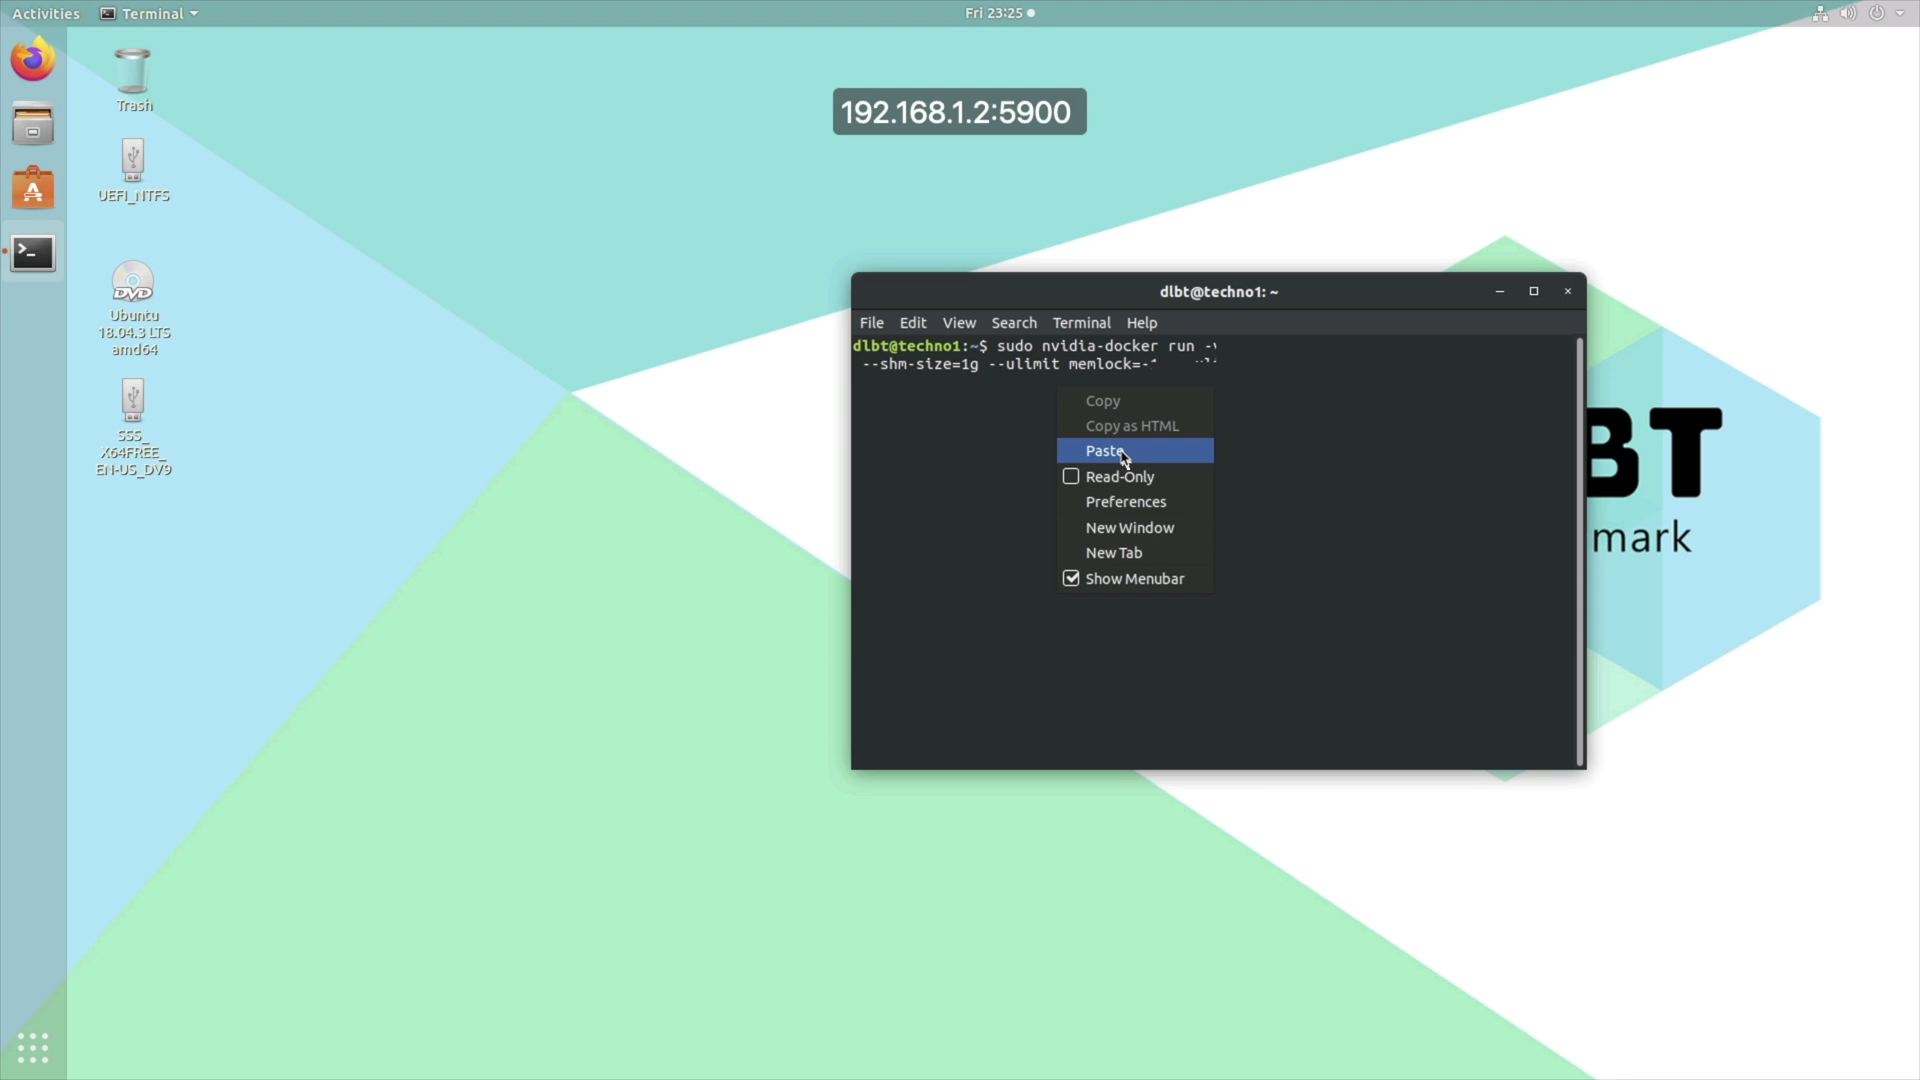 Activities
Terminal
Fri 23:25
Trash
UEFI_NTFS
Ubuntu
18.04.3 LTS
amd64
SSS_
X64FREE_
EN-US_DV9
DVD
192.168.1.2:5900
dlbt@techno1: ~
File Edit View Search Terminal Help
dlbt@techno1:~$ sudo nvidia-docker run
--shm-size=1g --ulimit
Copy
Copy as HTML
Paste
Read-Only
Preferences
New Window
New Tab
Show Menubar
BT
mark